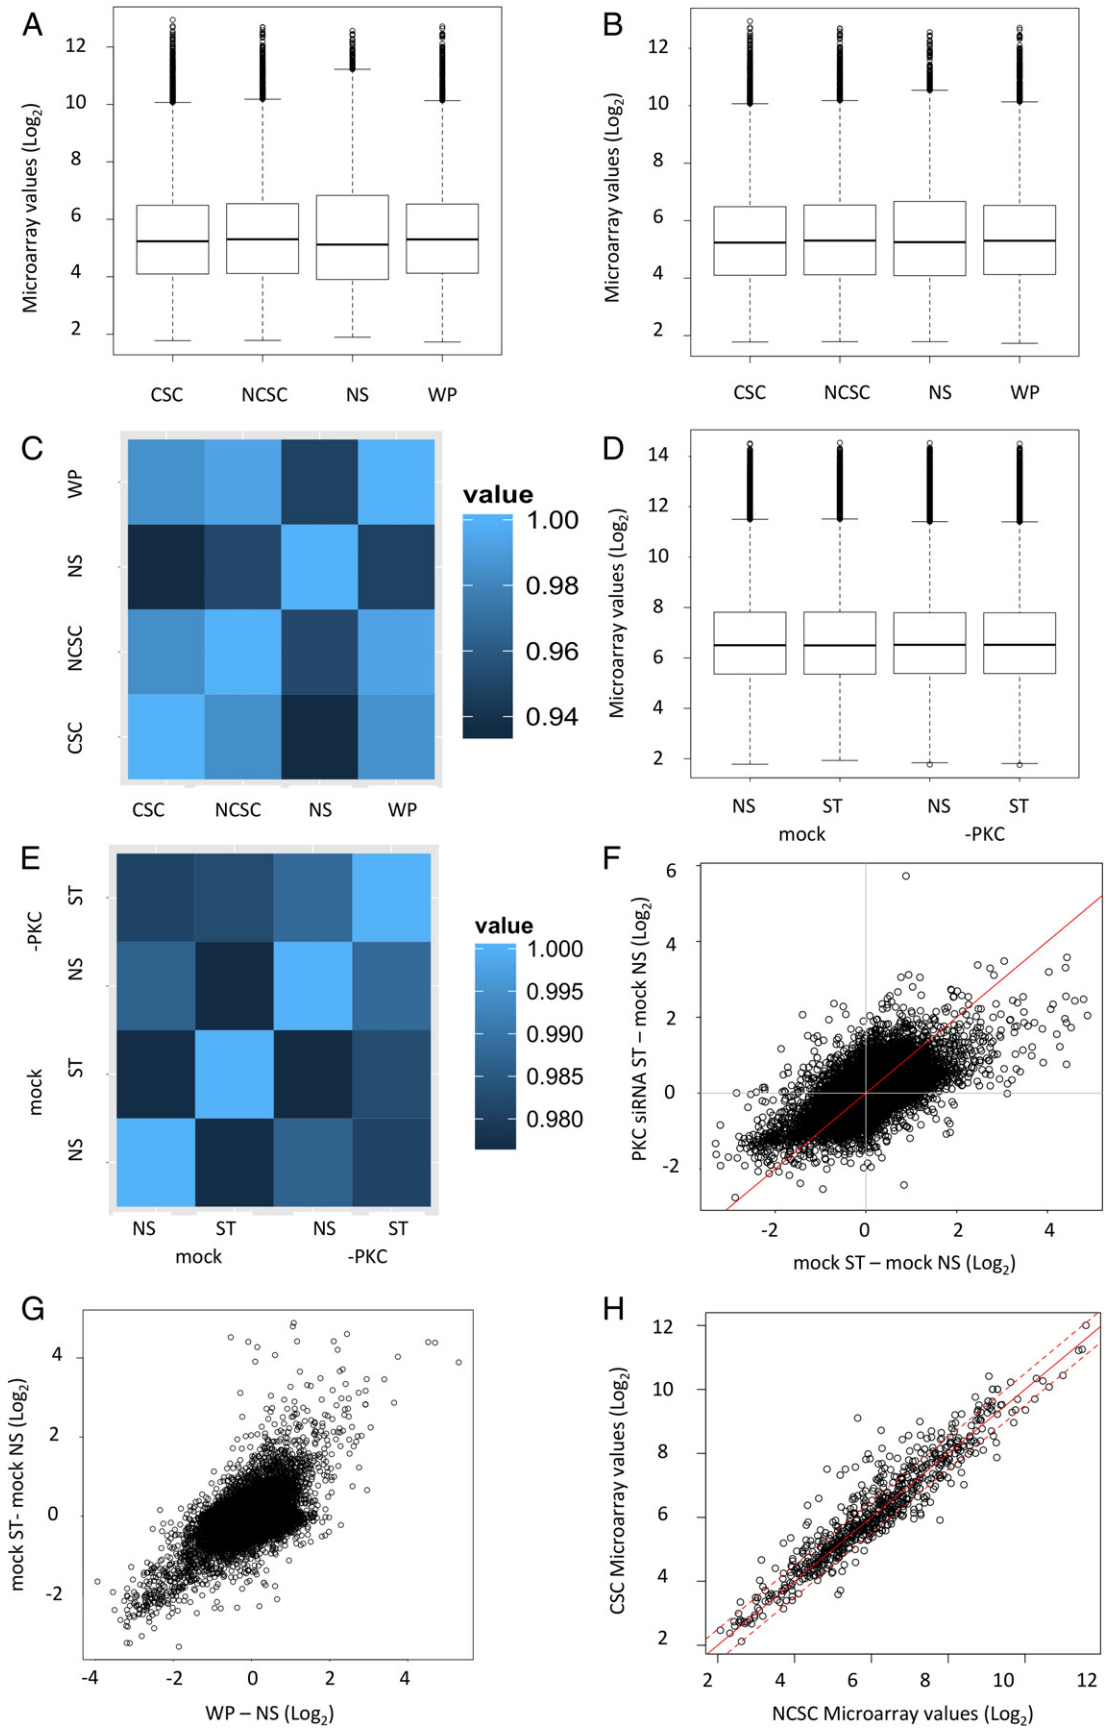 A
Microarray values (Log2)
12
10
8
6
4
2
CSC NCSC NS WP
B
Microarray values (Log2)
12
10
8
6
4
2
CSC NCSC NS WP
C
WP
NS
NCSC
CSC
CSC NCSC NS WP
value
1.00
0.98
0.96
0.94
D
Microarray values (Log2)
14
12
10
8
6
4
2
NS ST NS ST
mock -PKC
E
-PKC
mock
ST
NS
ST
NS
NS ST NS ST
mock -PKC
value
1.000
0.995
0.990
0.985
0.980
F
PKC siRNA ST – mock NS (Log2)
6
4
2
0
-2
-2 0 2 4
mock ST – mock NS (Log2)
G
mock ST- mock NS (Log2)
4
2
0
-2
-4 -2 0 2 4
WP – NS (Log2)
H
CSC Microarray values (Log2)
12
10
8
6
4
2
2 4 6 8 10 12
NCSC Microarray values (Log2)